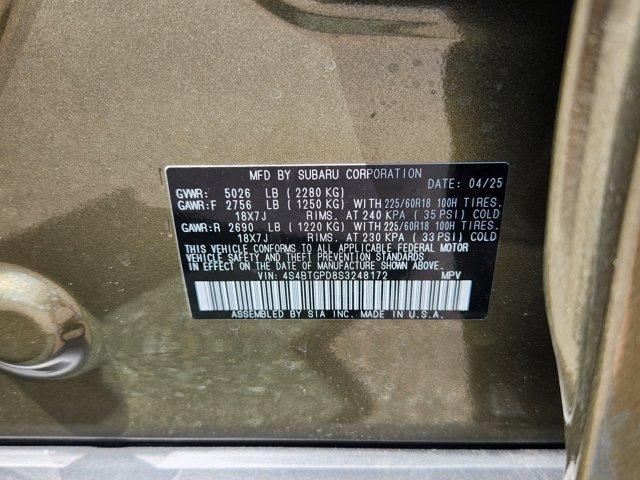 MFD BY SUBARU CORPORATION
DATE: 04/25
GVWR: 5026 LB ( 2280 KG)
GAWR:F 2756 LB ( 1250 KG) WITH 225/60R18 100H TIRES.
18X7J RIMS. AT 240 KPA ( 35 PSI) COLD
GAWR:R 2690 LB ( 1220 KG) WITH 225/60R18 100H TIRES.
18X7J RIMS. AT 230 KPA ( 33 PSI) COLD
THIS VEHICLE CONFORMS TO ALL APPLICABLE FEDERAL MOTOR
VEHICLE SAFETY AND THEFT PREVENTION STANDARDS
IN EFFECT ON THE DATE OF MANUFACTURE SHOWN ABOVE.
VIN: 4S4BTGPD8S3248172 MPV
ASSEMBLED BY SIA INC. MADE IN U.S.A.